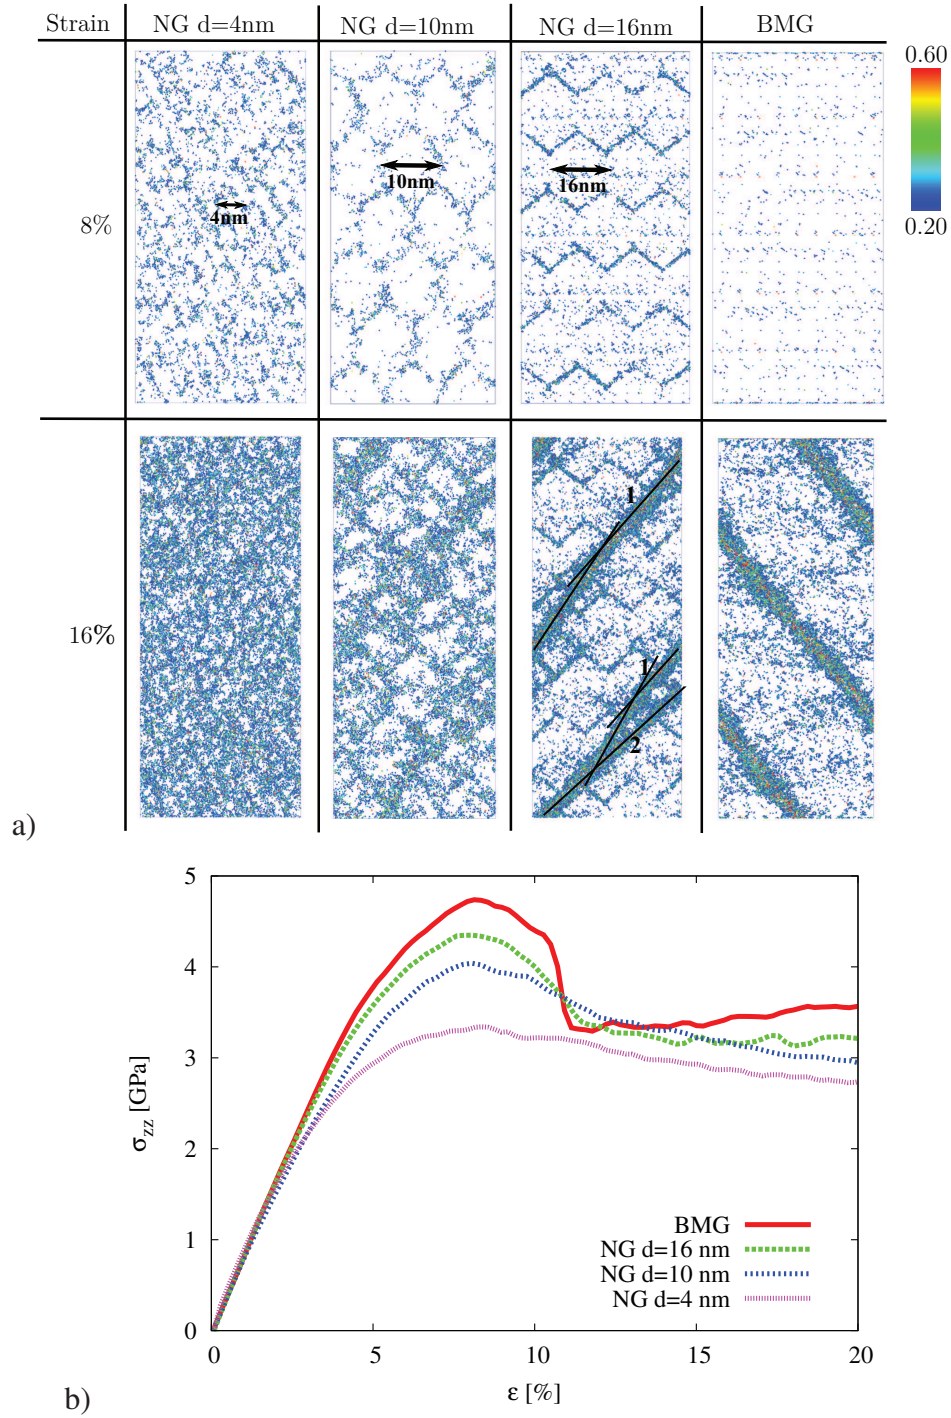 Strain NG d=4nm NG d=10nm NG d=16nm BMG
0.60
0.20
8%
4nm
10nm
16nm
16%
1
1
2
a)
5
4
3
2
1
0
σzz [GPa]
BMG
NG d=16 nm
NG d=10 nm
NG d=4 nm
0 5 10 15 20
ε [%]
b)